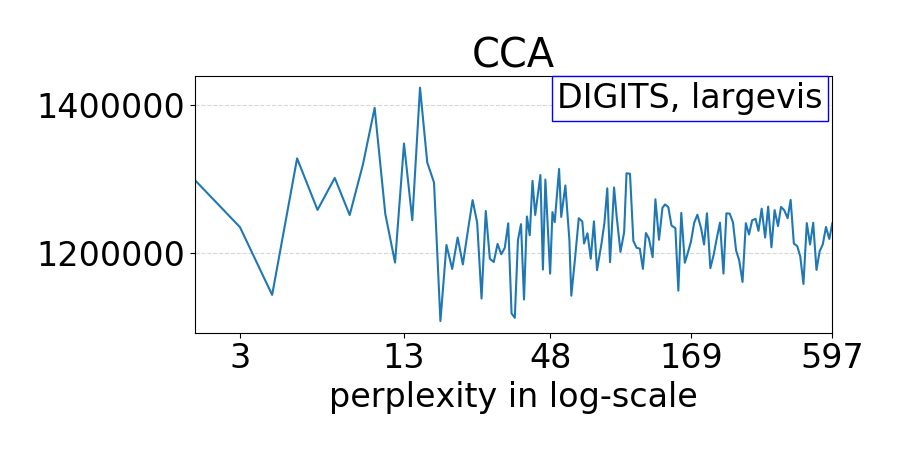 CCA
DIGITS, largevis
1400000
1200000
3 13 48 169 597
perplexity in log-scale